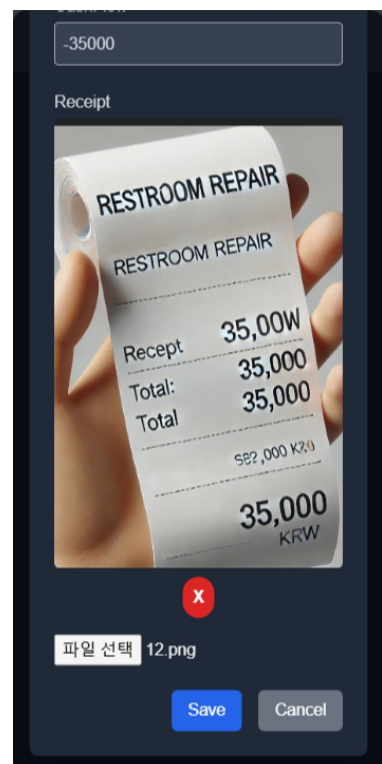 -35000
Receipt
RESTROOM REPAIR
RESTROOM REPAIR
Recept 35,00W
Total: 35,000
Total 35,000
35,000
KRW
X
파일 선택 12.png
Save Cancel